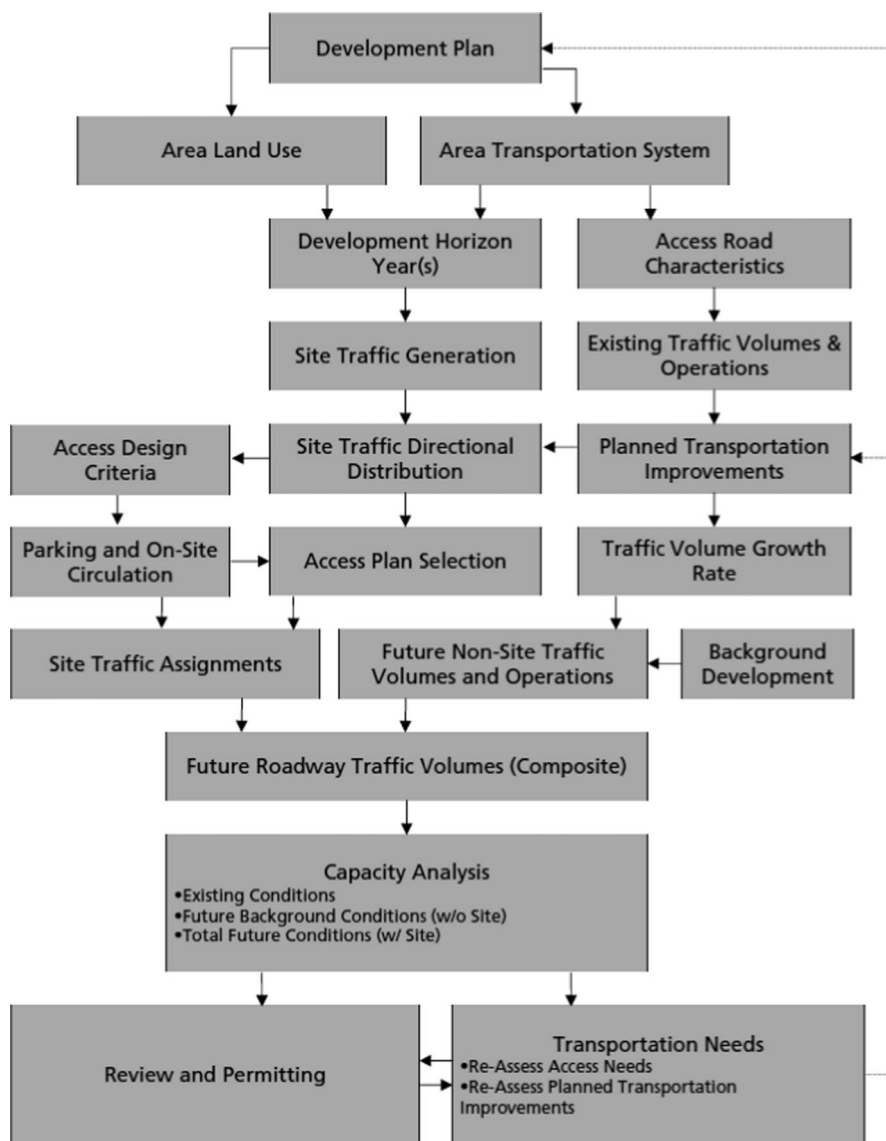 Development Plan
Area Land Use
Area Transportation System
Development Horizon
Year(s)
Access Road
Characteristics
Site Traffic Generation
Existing Traffic Volumes &
Operations
Access Design
Criteria
Site Traffic Directional
Distribution
Planned Transportation
Improvements
Parking and On-Site
Circulation
Access Plan Selection
Traffic Volume Growth
Rate
Site Traffic Assignments
Future Non-Site Traffic
Volumes and Operations
Background
Development
Future Roadway Traffic Volumes (Composite)
Capacity Analysis
•Existing Conditions
•Future Background Conditions (w/o Site)
•Total Future Conditions (w/ Site)
Review and Permitting
Transportation Needs
•Re-Assess Access Needs
•Re-Assess Planned Transportation
Improvements